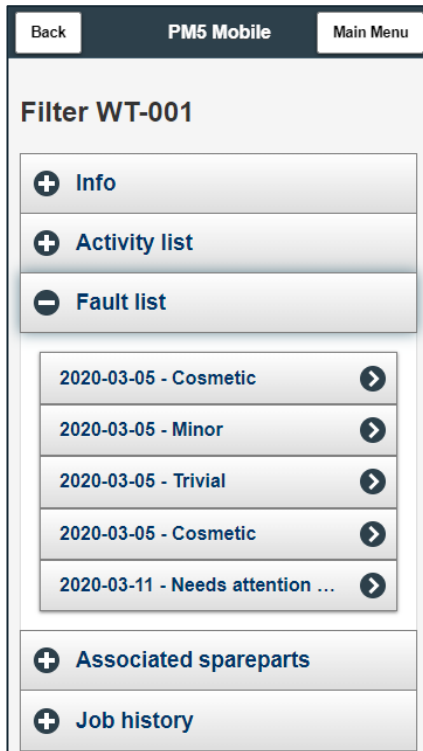 Back PM5 Mobile Main Menu
Filter WT-001
Info
Activity list
Fault list
2020-03-05 - Cosmetic
2020-03-05 - Minor
2020-03-05 - Trivial
2020-03-05 - Cosmetic
2020-03-11 - Needs attention ...
Associated spareparts
Job history